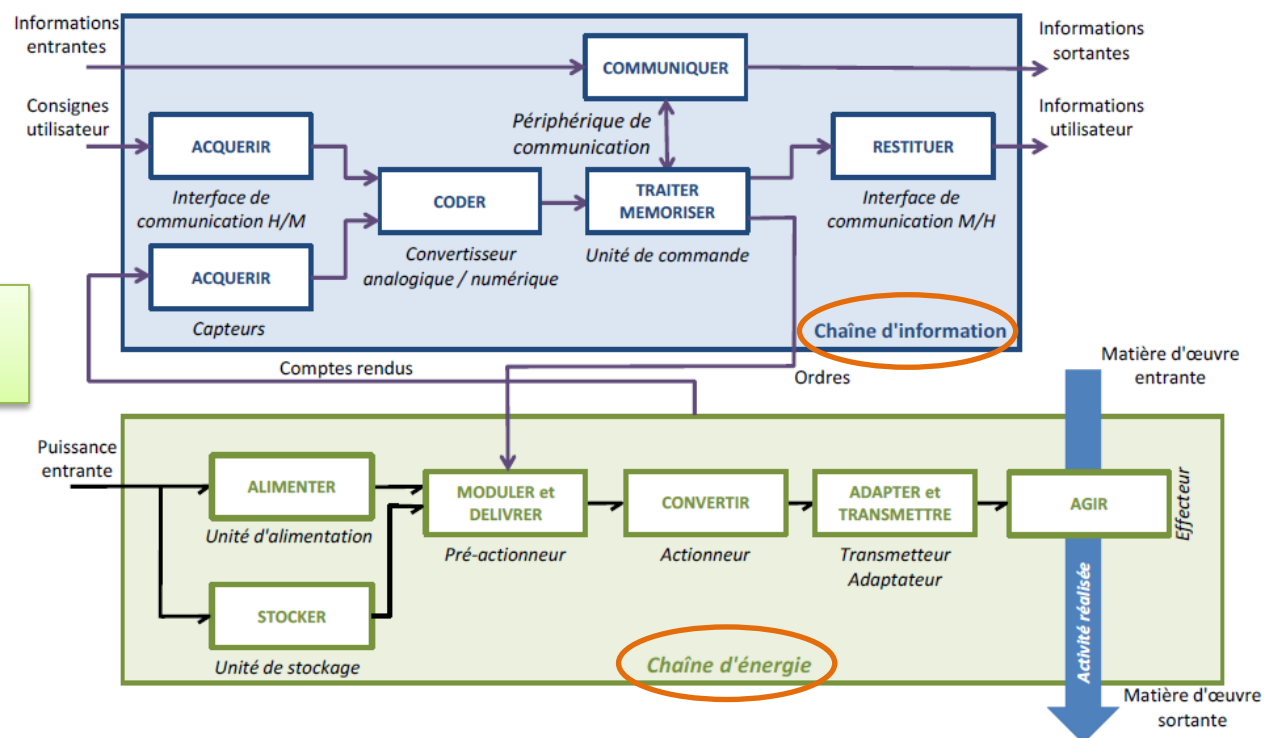 Informations
entrantes
Informations
sortantes
COMMUNIQUER
Consignes
utilisateur
Informations
utilisateur
Périphérique de
communication
ACQUERIR
Interface de
communication H/M
CODER
Convertisseur
analogique / numérique
TRAITER
MEMORISER
Unité de commande
RESTITUER
Interface de
communication M/H
ACQUERIR
Capteurs
Chaîne d'information
Comptes rendus
Ordres
Matière d'œuvre
entrante
Puissance
entrante
ALIMENTER
Unité d'alimentation
MODULER et
DELIVRER
Pré-actionneur
CONVERTIR
Actionneur
ADAPTER et
TRANSMETTRE
Transmetteur
Adaptateur
AGIR
Effecteur
STOCKER
Unité de stockage
Chaîne d'énergie
Activité réalisée
Matière d'œuvre
sortante